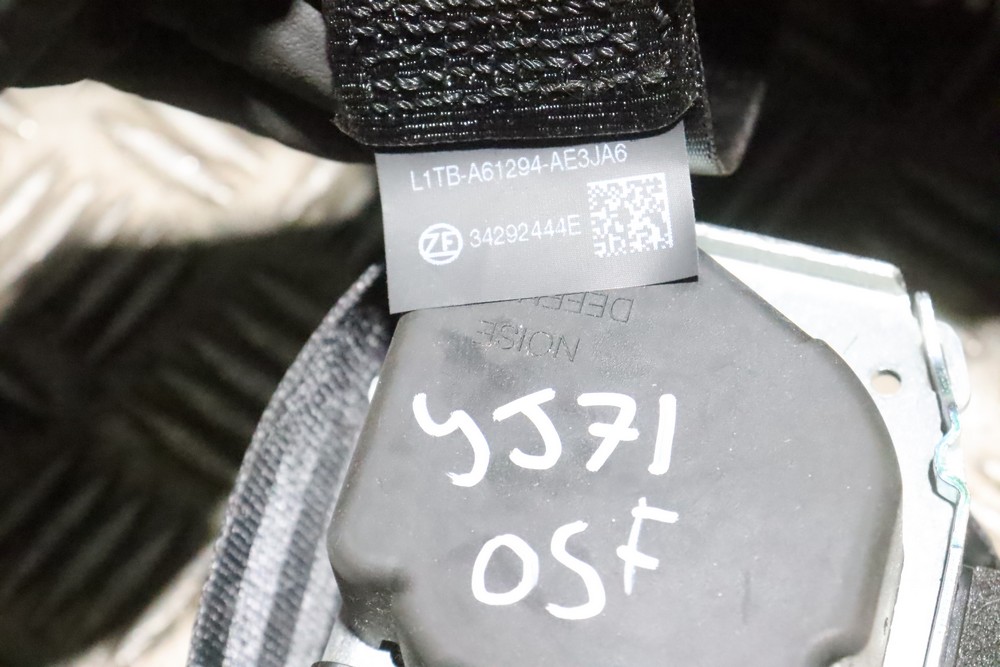 L1TB-A61294-AE3JA6
ZF 34292444E
NOISE
YJ71
OSF